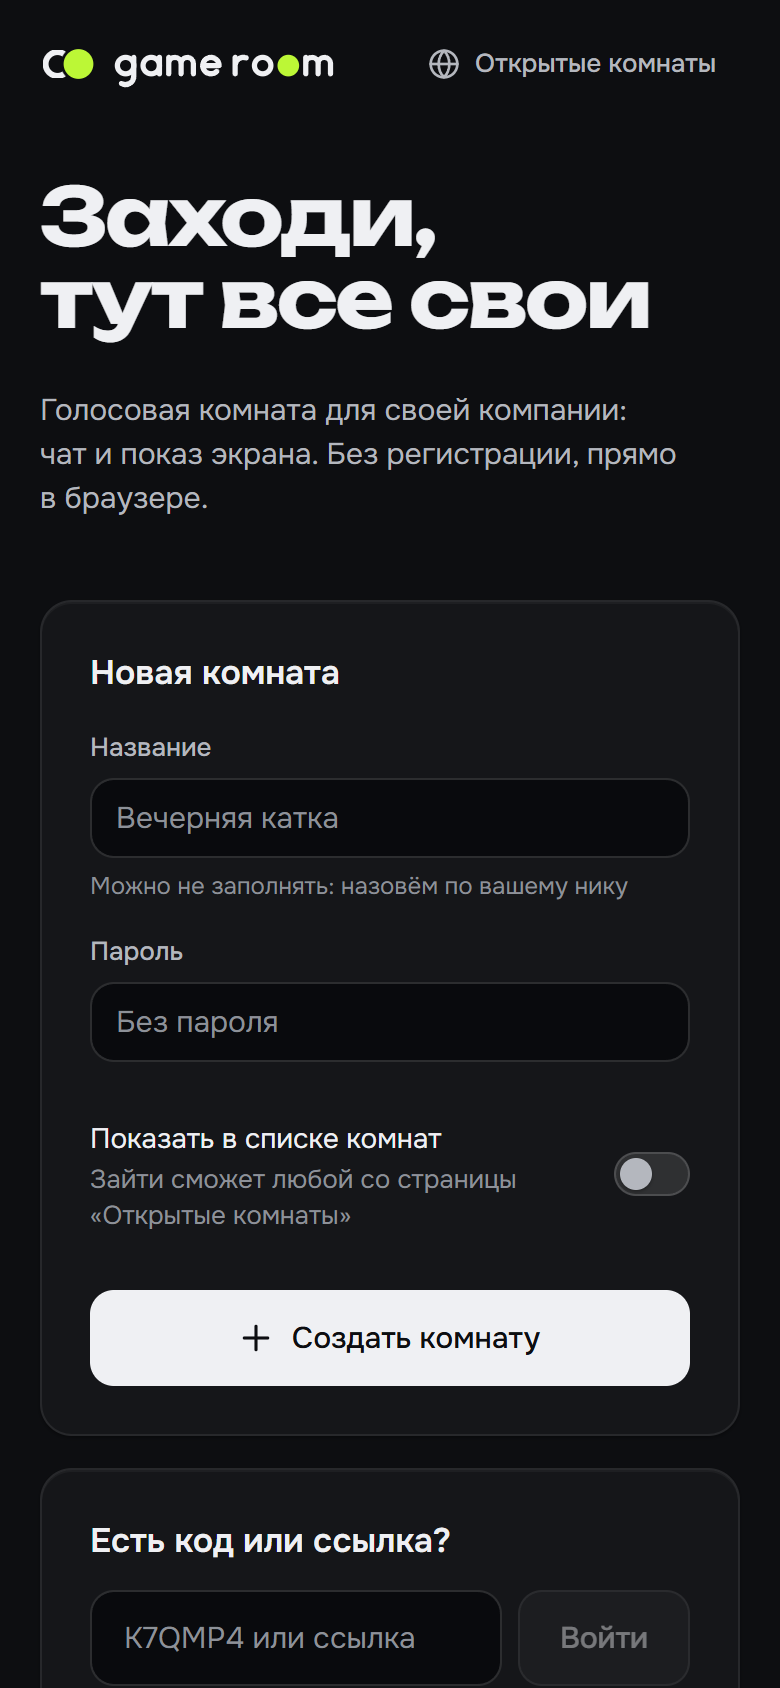 game room
Открытые комнаты
Заходи,
тут все свои
Голосовая комната для своей компании:
чат и показ экрана. Без регистрации, прямо
в браузере.
Новая комната
Название
Вечерняя катка
Можно не заполнять: назовём по вашему нику
Пароль
Без пароля
Показать в списке комнат
Зайти сможет любой со страницы
«Открытые комнаты»
Создать комнату
Есть код или ссылка?
K7QMP4 или ссылка
Войти